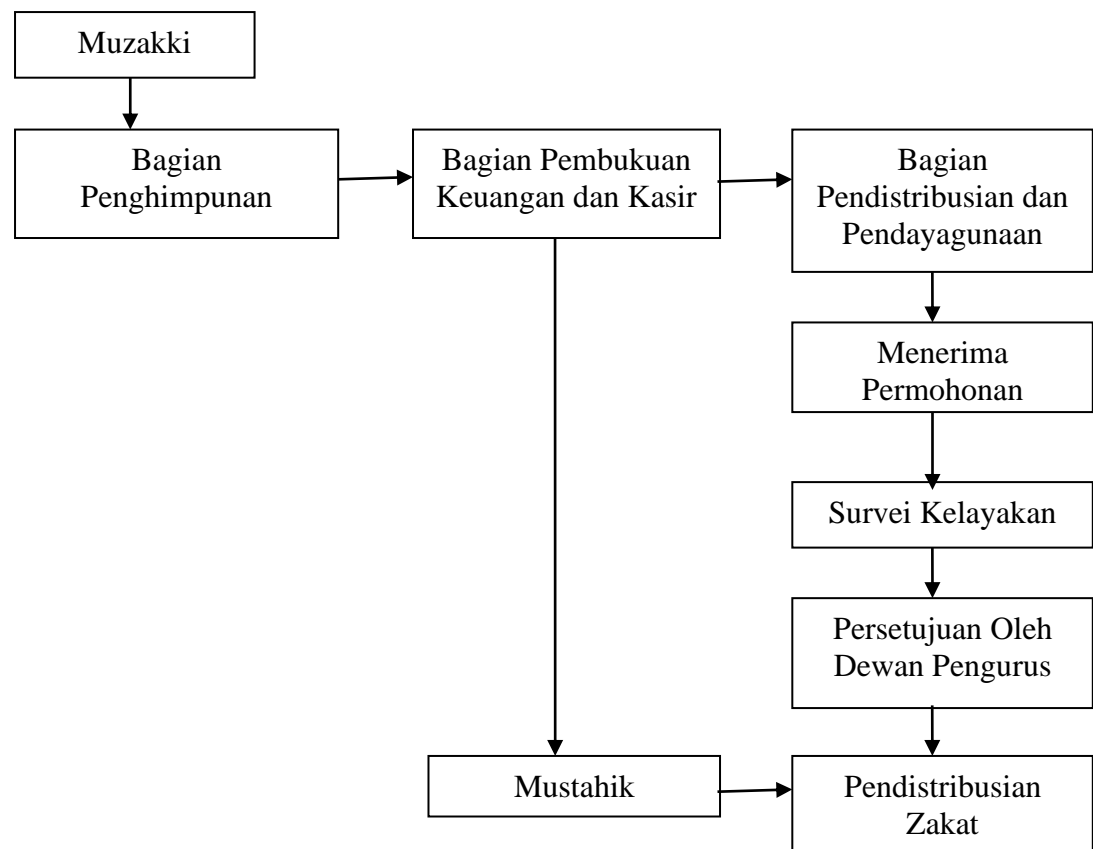 Muzakki
Bagian
Penghimpunan
Bagian Pembukuan
Keuangan dan Kasir
Bagian
Pendistribusian dan
Pendayagunaan
Menerima
Permohonan
Survei Kelayakan
Persetujuan Oleh
Dewan Pengurus
Mustahik
Pendistribusian
Zakat